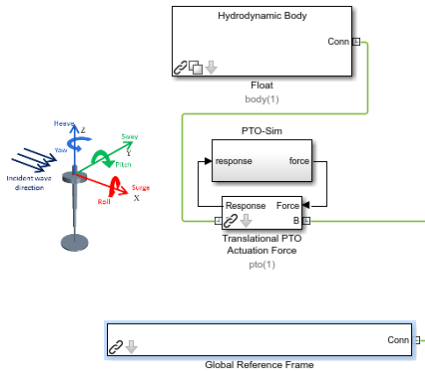 Hydrodynamic Body
Conn
Float
body(1)
Heave
Z
Sway
Yaw
Y
Pitch
Incident wave
direction
Surge
Roll
X
PTO-Sim
response force
Response Force
B
Translational PTO
Actuation Force
pto(1)
Conn
Global Reference Frame